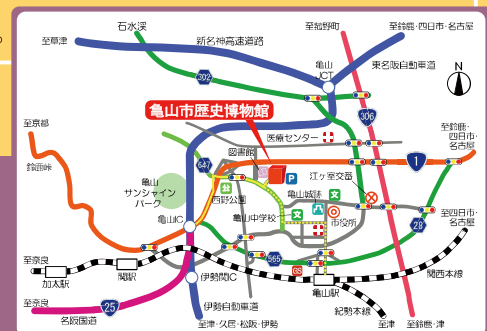 石水渓
至菰野町
至鈴鹿・四日市・名古屋
至草津
新名神高速道路
亀山
JCT
東名阪自動車道
N
302
306
亀山市歴史博物館
至京都
医療センター
至鈴鹿・
四日市・
名古屋
図書館
1
鈴鹿峠
647
P
江ヶ室交番
亀山
サンシャイン
パーク
西野公園
亀山城跡
文
亀山中学校
文
市役所
28
至四日市・
名古屋
亀山IC
565
至奈良
関駅
GS
関西本線
加太駅
伊勢関IC
亀山駅
至奈良
25
伊勢自動車道
紀勢本線
名阪国道
至津・久居・松阪・伊勢
至津
至鈴鹿・津